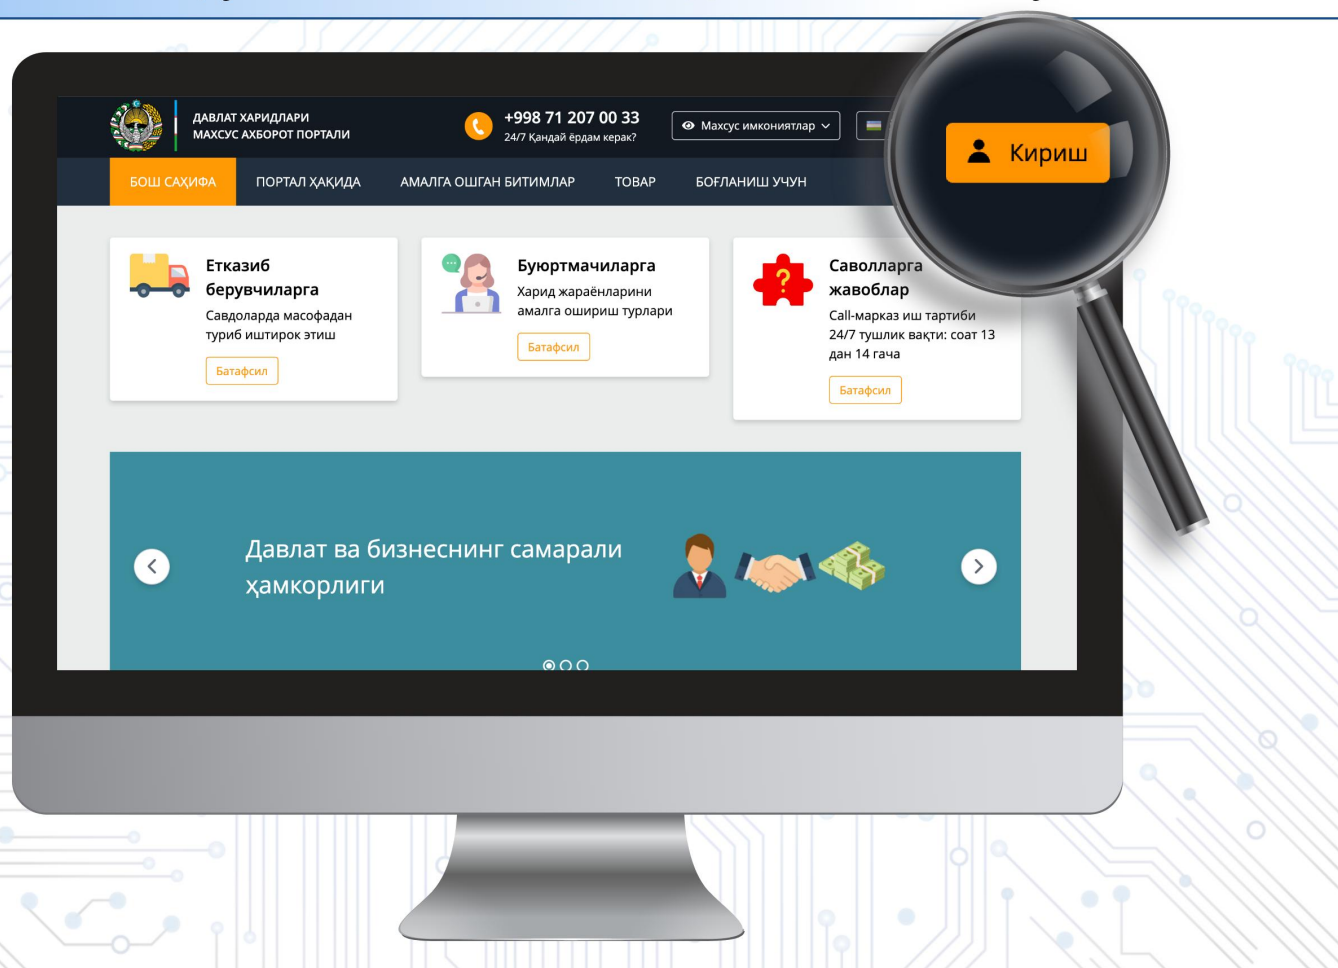 ДАВЛАТ ХАРИДЛАРИ
МАХСУС АХБОРОТ ПОРТАЛИ
+998 71 207 00 33
24/7 Қандай ёрдам керак?
Махсус имкониятлар
Кириш
БОШ САҲИФА
ПОРТАЛ ҲАҚИДА
АМАЛГА ОШГАН БИТИМЛАР
ТОВАР
БОҒЛАНИШ УЧУН
Етказиб
берувчиларга
Савдоларда масофадан
туриб иштирок этиш
Батафсил
Буюртмачиларга
Харид жараёнларини
амалга ошириш турлари
Батафсил
Саволларга
жавоблар
Call-марказ иш тартиби
24/7 тушлик вақти: соат 13
дан 14 гача
Батафсил
Давлат ва бизнеснинг самарали
ҳамкорлиги